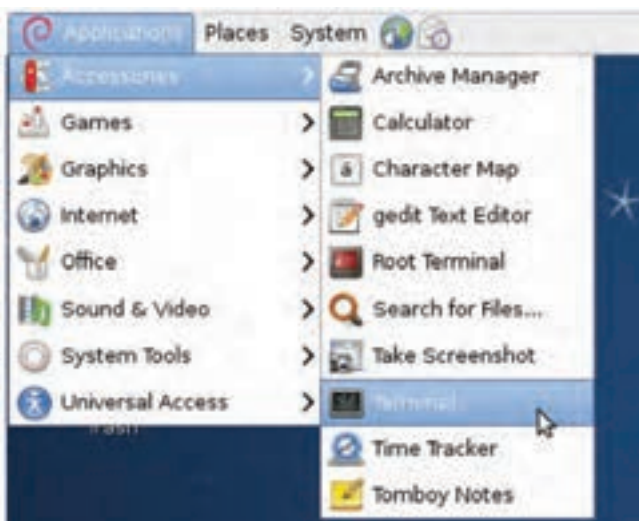 Applications Places System
Accessories
Games
Graphics
Internet
Office
Sound & Video
System Tools
Universal Access
Trash
Archive Manager
Calculator
Character Map
gedit Text Editor
Root Terminal
Search for Files...
Take Screenshot
Terminal
Time Tracker
Tomboy Notes